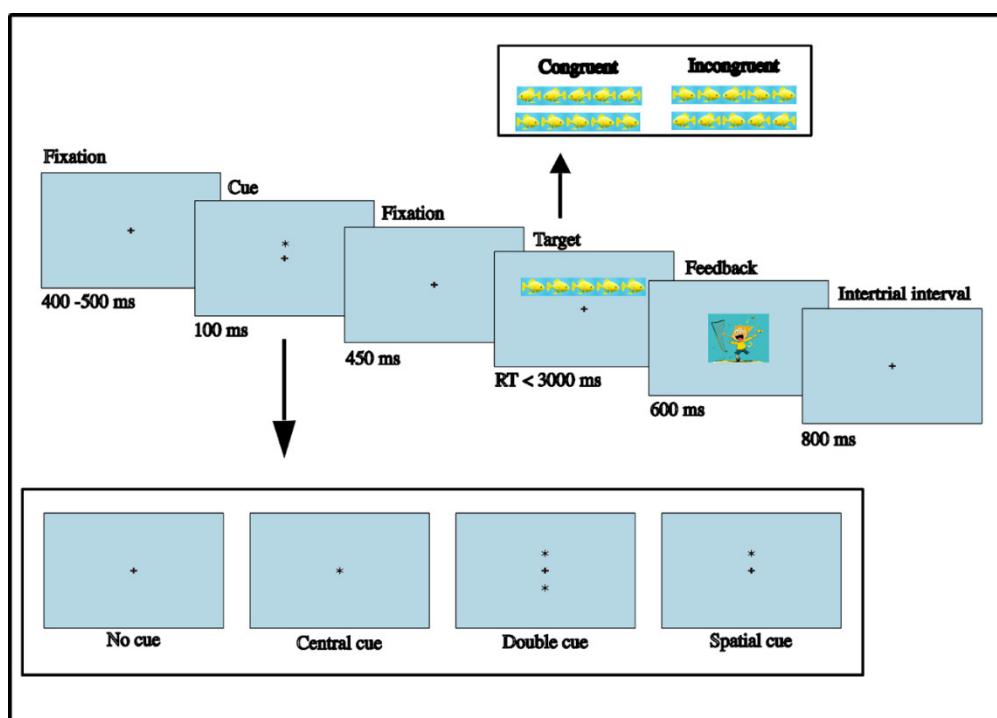 Congruent Incongruent
Fixation
Cue
Fixation
Target
Feedback
Intertrial interval
400 -500 ms
100 ms
450 ms
RT < 3000 ms
600 ms
800 ms
No cue
Central cue
Double cue
Spatial cue